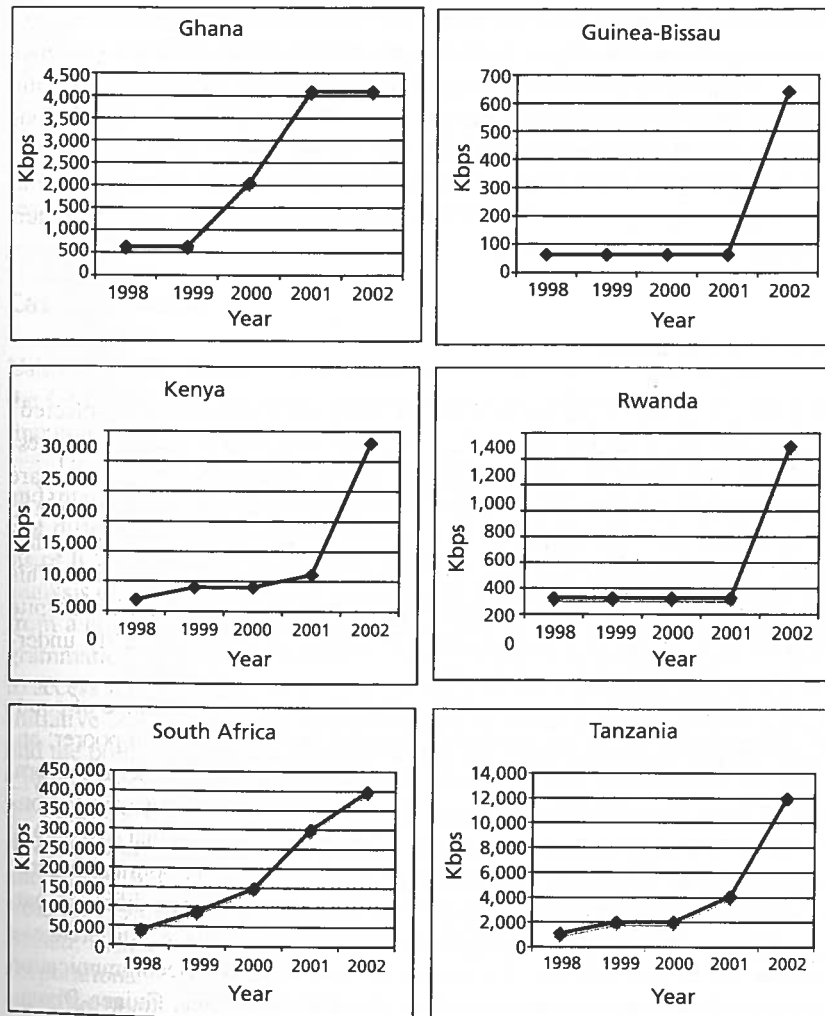 Ghana
4,500
4,000
3,500
3,000
2,500
2,000
1,500
1,000
500
0
Kbps
1998 1999 2000 2001 2002
Year
Guinea-Bissau
700
600
500
400
300
200
100
0
Kbps
1998 1999 2000 2001 2002
Year
Kenya
30,000
25,000
20,000
15,000
10,000
5,000
0
Kbps
1998 1999 2000 2001 2002
Year
Rwanda
1,400
1,200
1,000
800
600
400
200
0
Kbps
1998 1999 2000 2001 2002
Year
South Africa
450,000
400,000
350,000
300,000
250,000
200,000
150,000
100,000
50,000
0
Kbps
1998 1999 2000 2001 2002
Year
Tanzania
14,000
12,000
10,000
8,000
6,000
4,000
2,000
0
Kbps
1998 1999 2000 2001 2002
Year